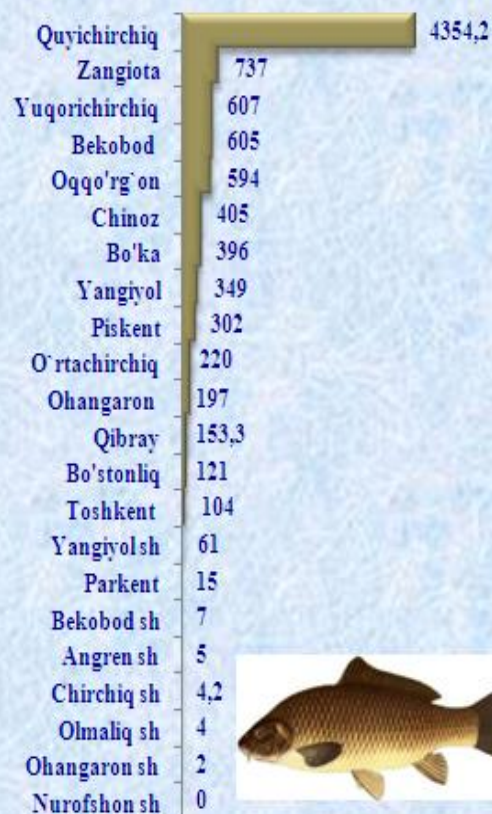 Quyichirchiq 4354,2
Zangiota 737
Yuqorichirchiq 607
Bekobod 605
Oqqo'rg`on 594
Chinoz 405
Bo'ka 396
Yangiyol 349
Piskent 302
O`rtachirchiq 220
Ohangaron 197
Qibray 153,3
Bo'stonliq 121
Toshkent 104
Yangiyol sh 61
Parkent 15
Bekobod sh 7
Angren sh 5
Chirchiq sh 4,2
Olmaliq sh 4
Ohangaron sh 2
Nurofshon sh 0